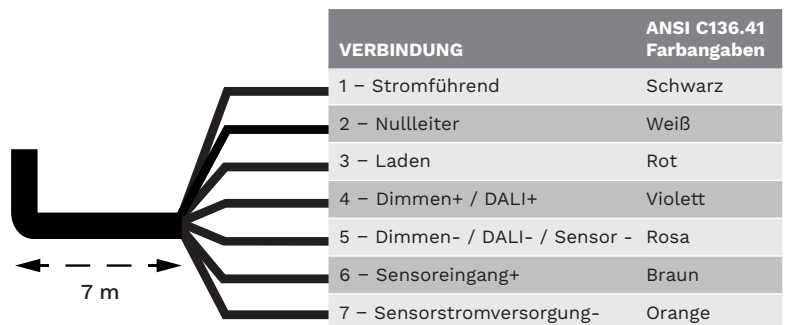 VERBINDUNG ANSI C136.41 Farbangaben
1 – Stromführend Schwarz
2 – Nullleiter Weiß
3 – Laden Rot
4 – Dimmen+ / DALI+ Violett
5 – Dimmen- / DALI- / Sensor - Rosa
6 – Sensoreingang+ Braun
7 – Sensorstromversorgung- Orange
7 m